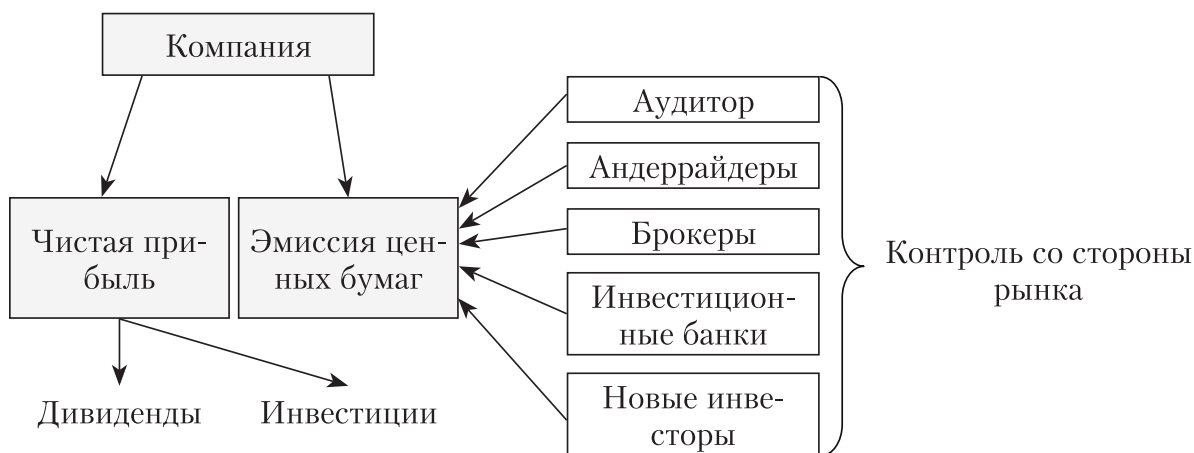 Компания
Аудитор
Андеррайдеры
Чистая при-
быль
Эмиссия цен-
ных бумаг
Брокеры
Инвестицион-
ные банки
Новые инве-
сторы
Контроль со стороны
рынка
Дивиденды
Инвестиции